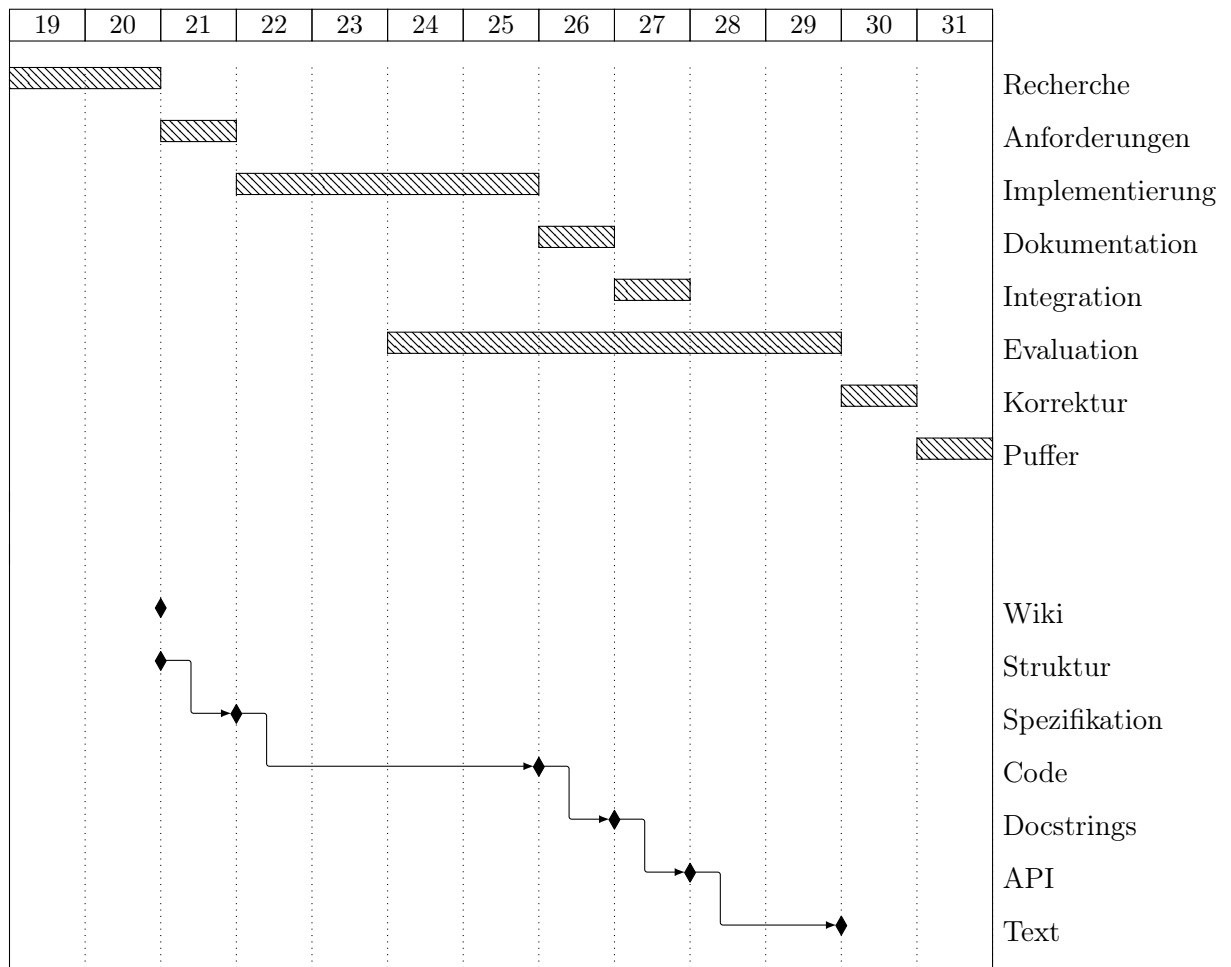 19 20 21 22 23 24 25 26 27 28 29 30 31
Recherche
Anforderungen
Implementierung
Dokumentation
Integration
Evaluation
Korrektur
Puffer
Wiki
Struktur
Spezifikation
Code
Docstrings
API
Text